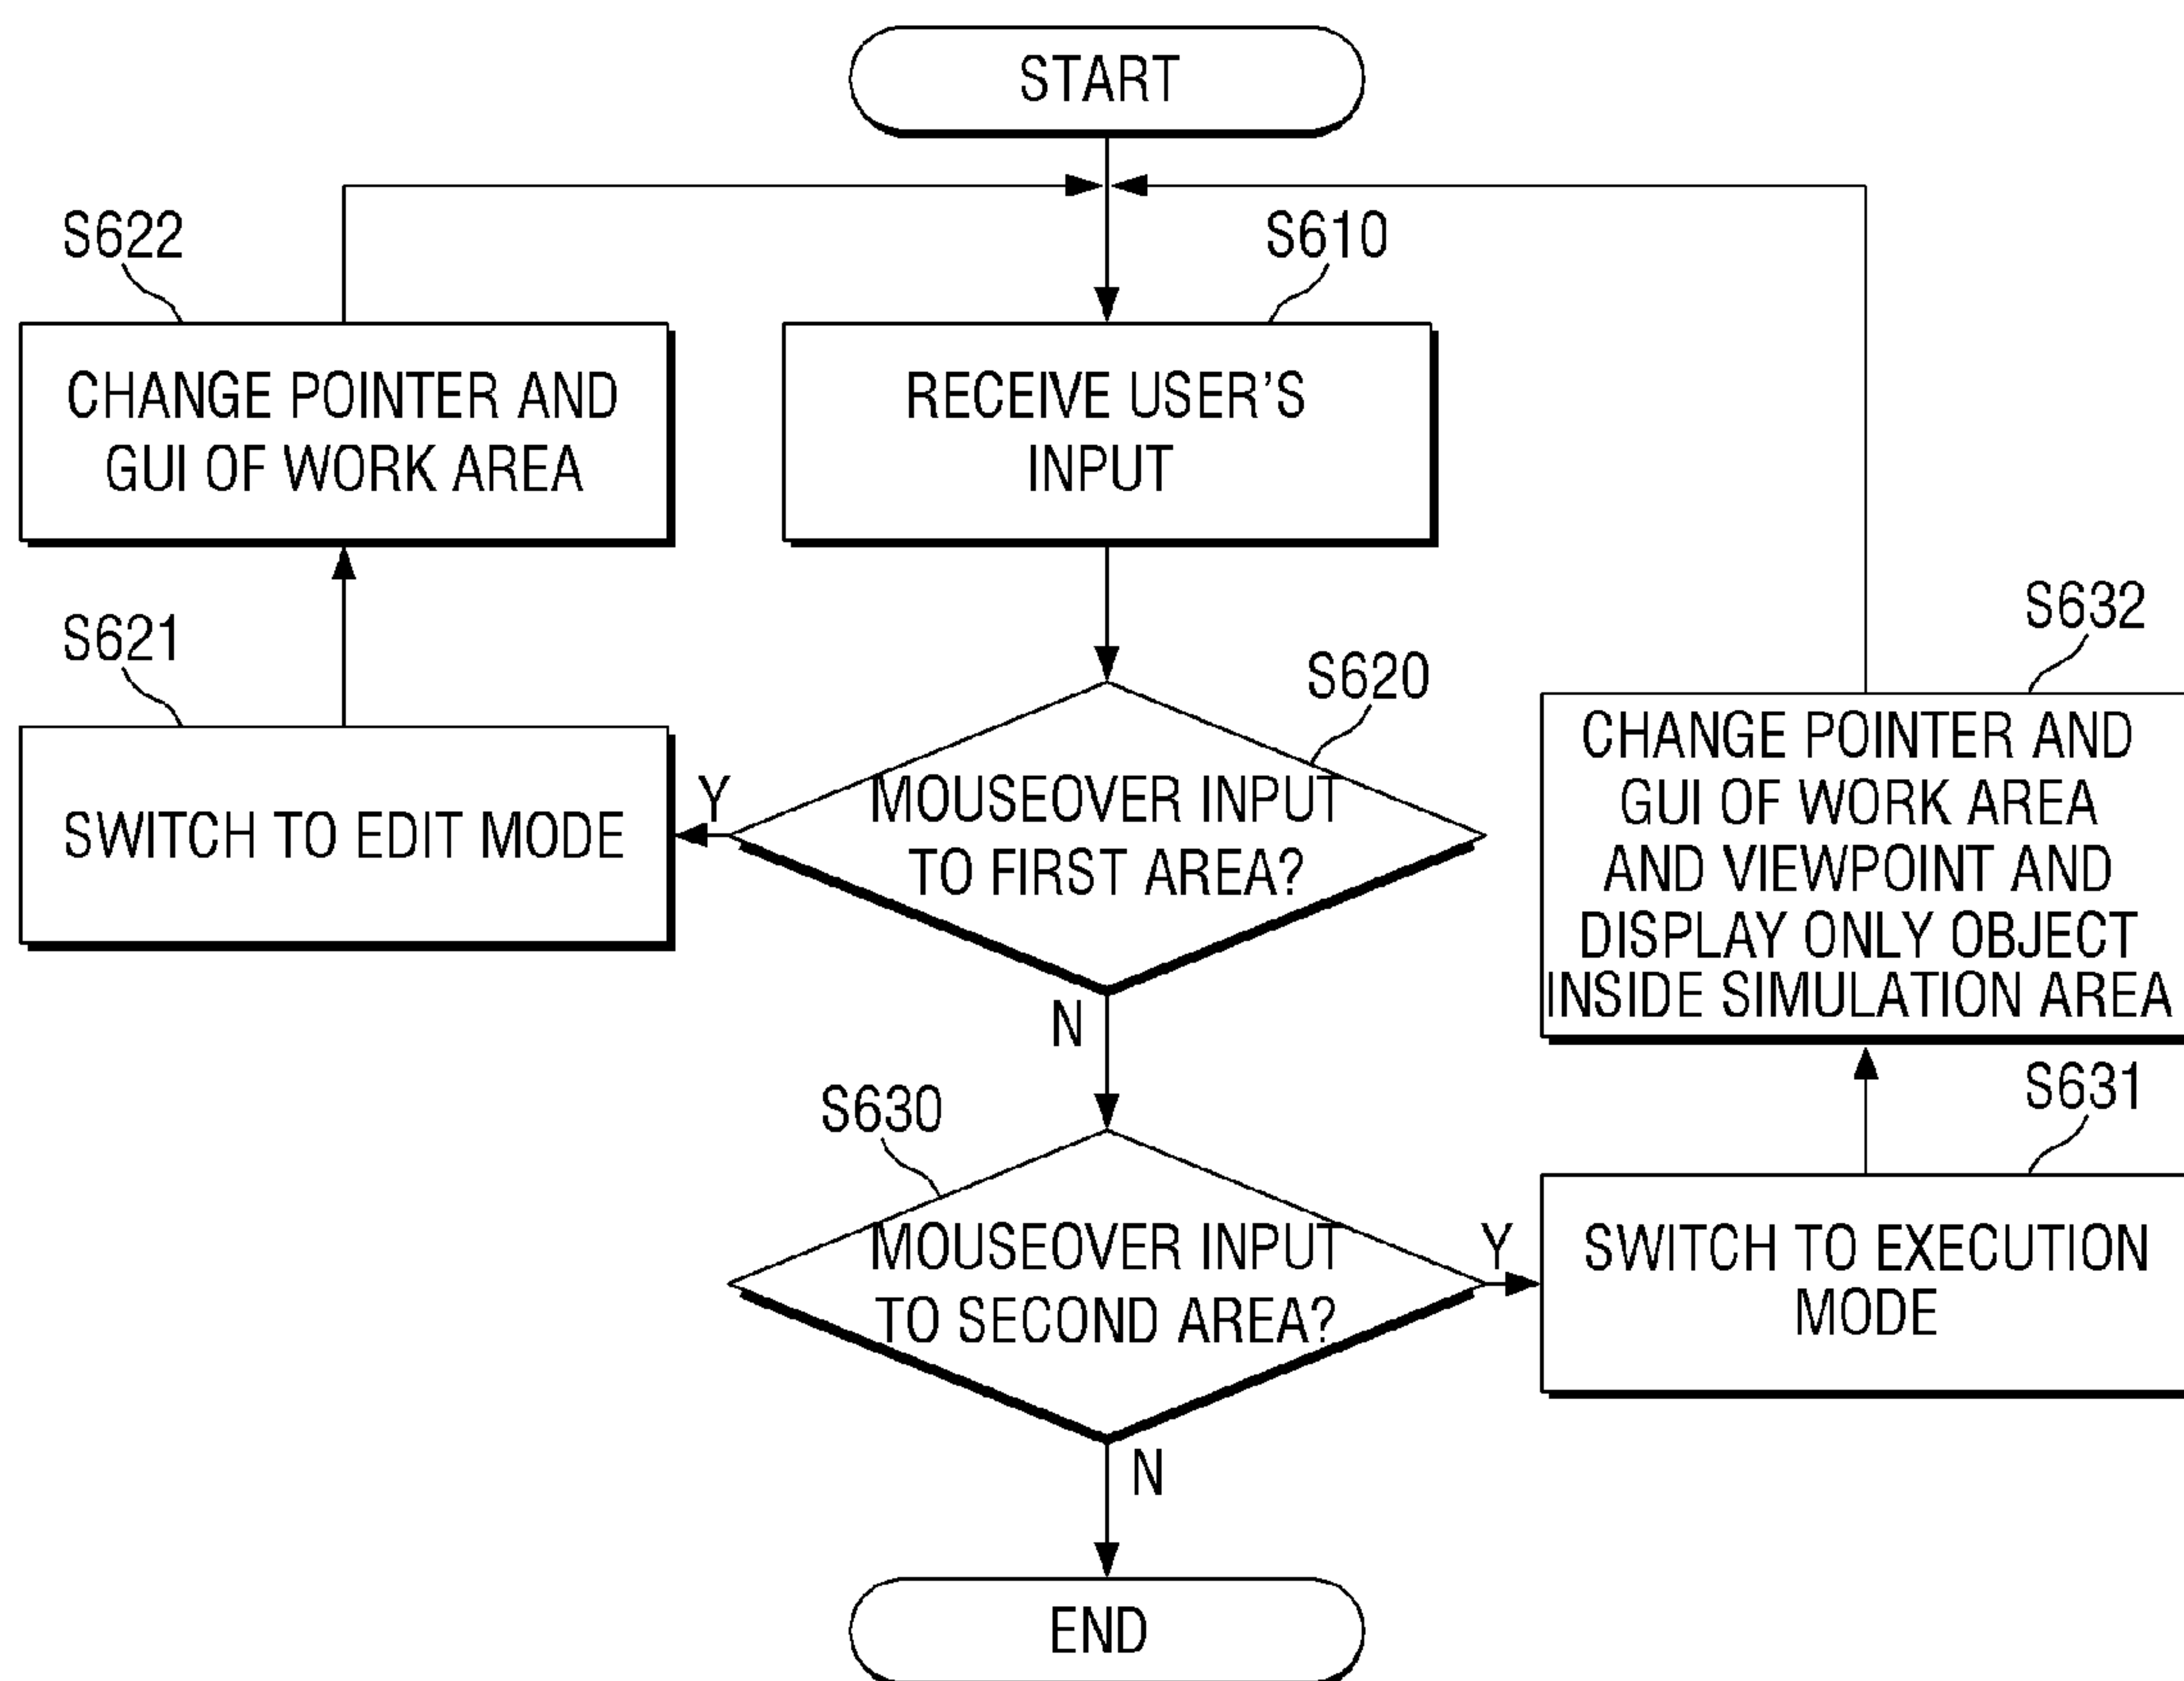 START
S622
S610
CHANGE POINTER AND
GUI OF WORK AREA
RECEIVE USER'S
INPUT
S621
S620
S632
SWITCH TO EDIT MODE
Y
MOUSEOVER INPUT
TO FIRST AREA?
CHANGE POINTER AND
GUI OF WORK AREA
AND VIEWPOINT AND
DISPLAY ONLY OBJECT
INSIDE SIMULATION AREA
N
S630
S631
MOUSEOVER INPUT
TO SECOND AREA?
Y
SWITCH TO EXECUTION
MODE
N
END